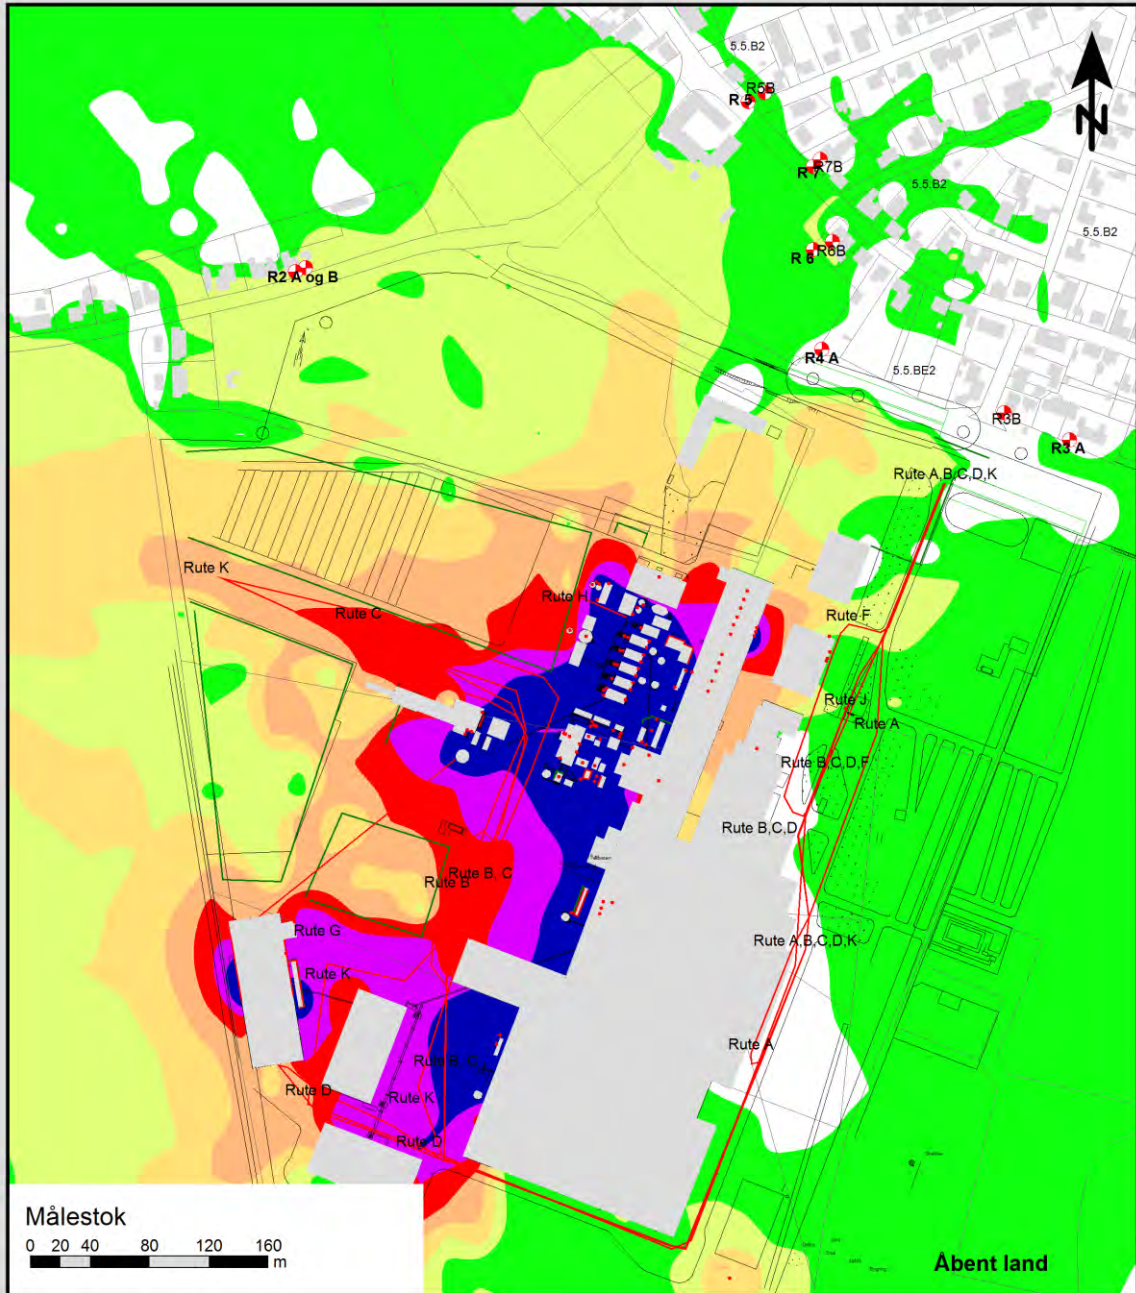 5.5.B2
R5B
R 5
N
R7B
R 7
5.5.B2
5.5.B2
R6B
R 6
R2 A og B
R4 A
5.5.BE2
R3B
R3 A
Rute A,B,C,D,K
Rute K
Rute H
Rute C
Rute F
Rute J
Rute A
Rute B,C,D,F
Rute B,C,D
Rute B, C
Rute B
Rute G
Rute A,B,C,D,K
Rute K
Rute A
Rute B, C,
Rute D
Rute K
Rute D
Målestok
0 20 40 80 120 160
m
Åbent land